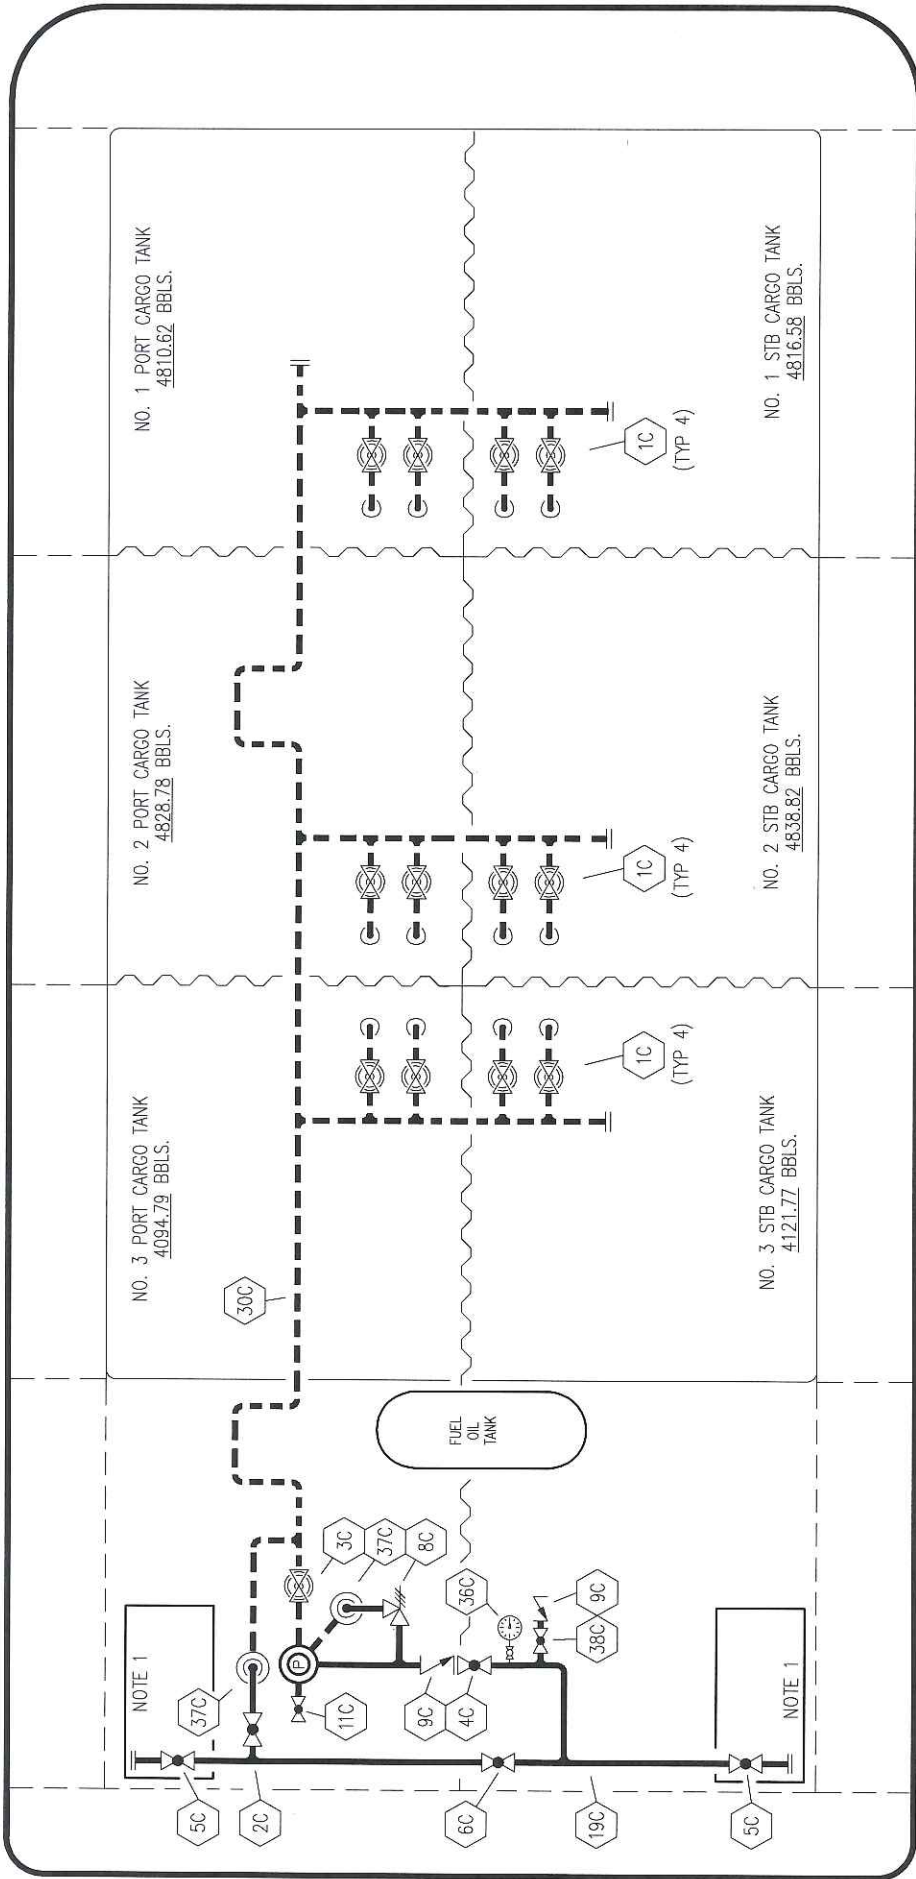 NO. 3 PORT CARGO TANK
4094.79 BBLS.
NO. 2 PORT CARGO TANK
4828.78 BBLS.
NO. 1 PORT CARGO TANK
4810.62 BBLS.
NOTE 1
5C
37C
2C
30C
P
11C
3C
37C
8C
FUEL
OIL
TANK
1C
(TYP 4)
1C
(TYP 4)
1C
(TYP 4)
9C
4C
36C
6C
38C
9C
19C
NOTE 1
5C
NO. 3 STB CARGO TANK
4121.77 BBLS.
NO. 2 STB CARGO TANK
4838.82 BBLS.
NO. 1 STB CARGO TANK
4816.58 BBLS.